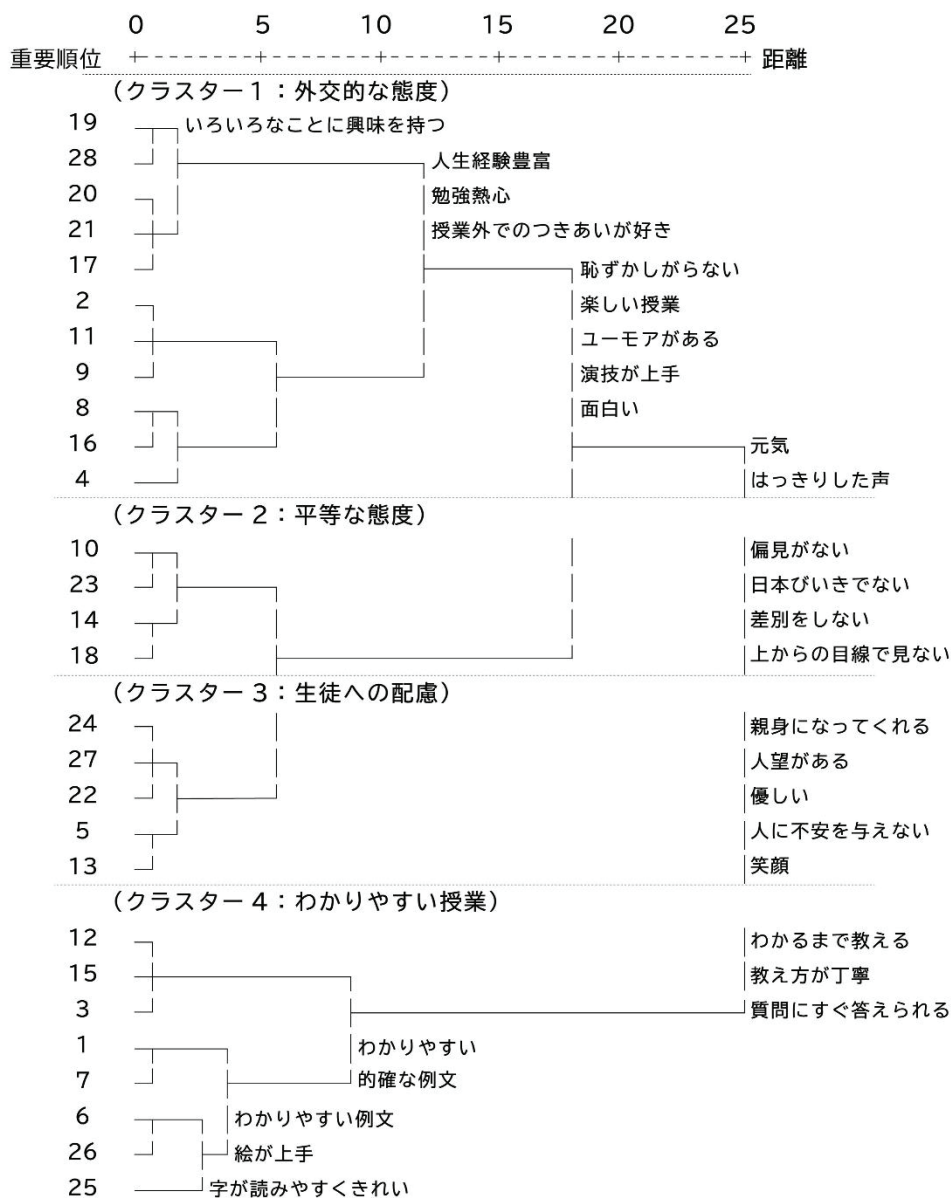 0 5 10 15 20 25
重要順位 距離
(クラスター1:外交的な態度)
19 いろいろなことに興味を持つ
28 人生経験豊富
20 勉強熱心
21 授業外でのつきあいが好き
17 恥ずかしがらない
2 楽しい授業
11 ユーモアがある
9 演技が上手
8 面白い
16 元気
4 はっきりした声
(クラスター2:平等な態度)
10 偏見がない
23 日本びいきでない
14 差別をしない
18 上からの目線で見ない
(クラスター3:生徒への配慮)
24 親身になってくれる
27 人望がある
22 優しい
5 人に不安を与えない
13 笑顔
(クラスター4:わかりやすい授業)
12 わかるまで教える
15 教え方が丁寧
3 質問にすぐ答えられる
1 わかりやすい
7 的確な例文
6 わかりやすい例文
26 絵が上手
25 字が読みやすくきれい